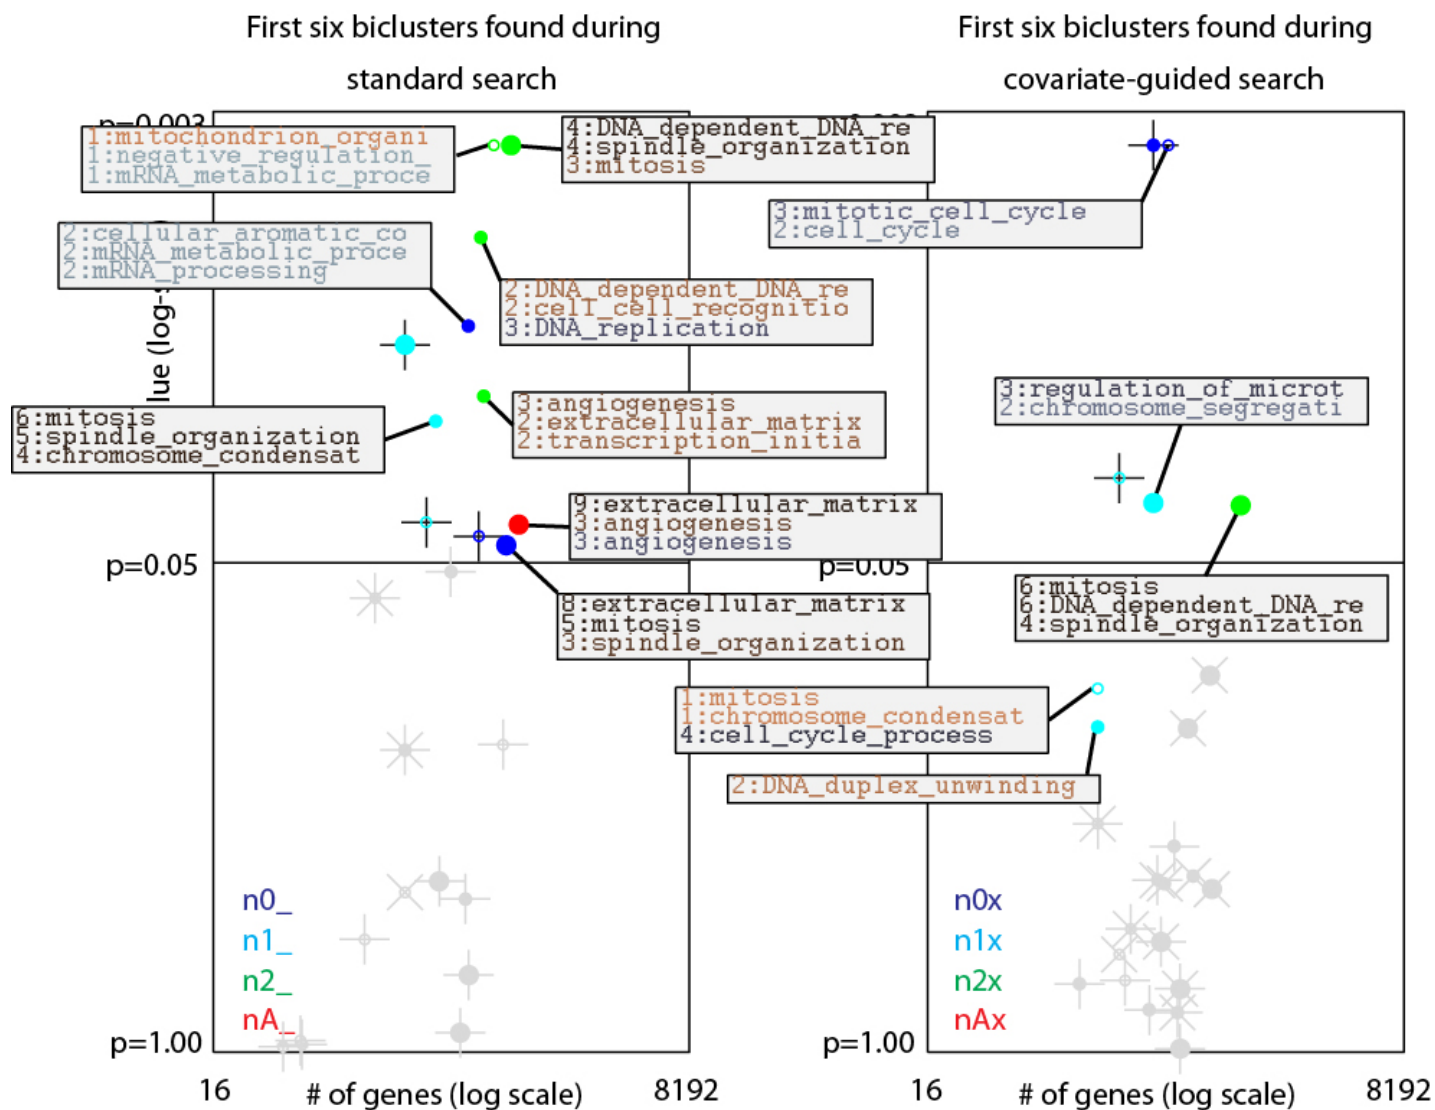 First six biclusters found during
standard search
First six biclusters found during
covariate-guided search
p=0.003
1:mitochondrion_organi
1:negative_regulation_
1:mRNA_metabolic_proce
4:DNA_dependent_DNA_re
4:spindle_organization
3:mitosis
3:mitotic_cell_cycle
2:cell_cycle
2:cellular_aromatic_co
2:mRNA_metabolic_proce
2:mRNA_processing
lue (log-s
2:DNA_dependent_DNA_re
2:cell_cell_recognitio
3:DNA_replication
3:regulation_of_microt
2:chromosome_segregati
6:mitosis
5:spindle_organization
4:chromosome_condensat
3:angiogenesis
2:extracellular_matrix
2:transcription_initia
9:extracellular_matrix
3:angiogenesis
3:angiogenesis
p=0.05
p=0.05
8:extracellular_matrix
5:mitosis
3:spindle_organization
6:mitosis
6:DNA_dependent_DNA_re
4:spindle_organization
1:mitosis
1:chromosome_condensat
4:cell_cycle_process
2:DNA_duplex_unwinding
n0_
n1_
n2_
nA_
n0x
n1x
n2x
nAx
p=1.00
p=1.00
16
# of genes (log scale)
8192
16
# of genes (log scale)
8192